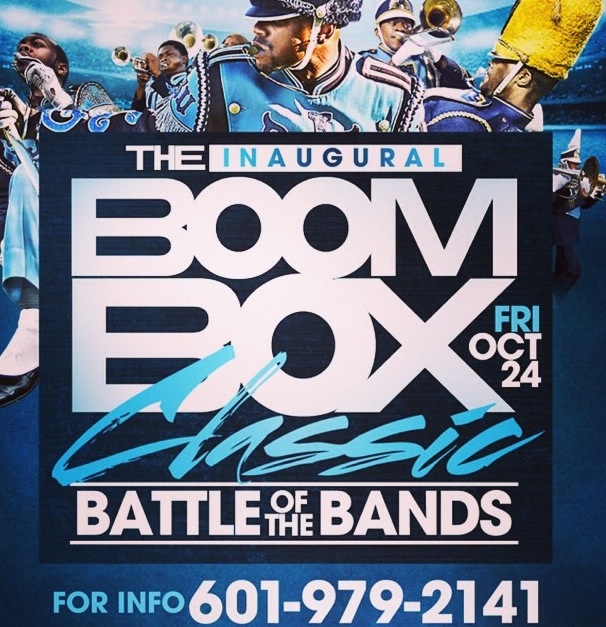 THE INAUGURAL
BOOM
BOX
FRI
OCT
24
Classic
BATTLE OF THE BANDS
FOR INFO 601-979-2141